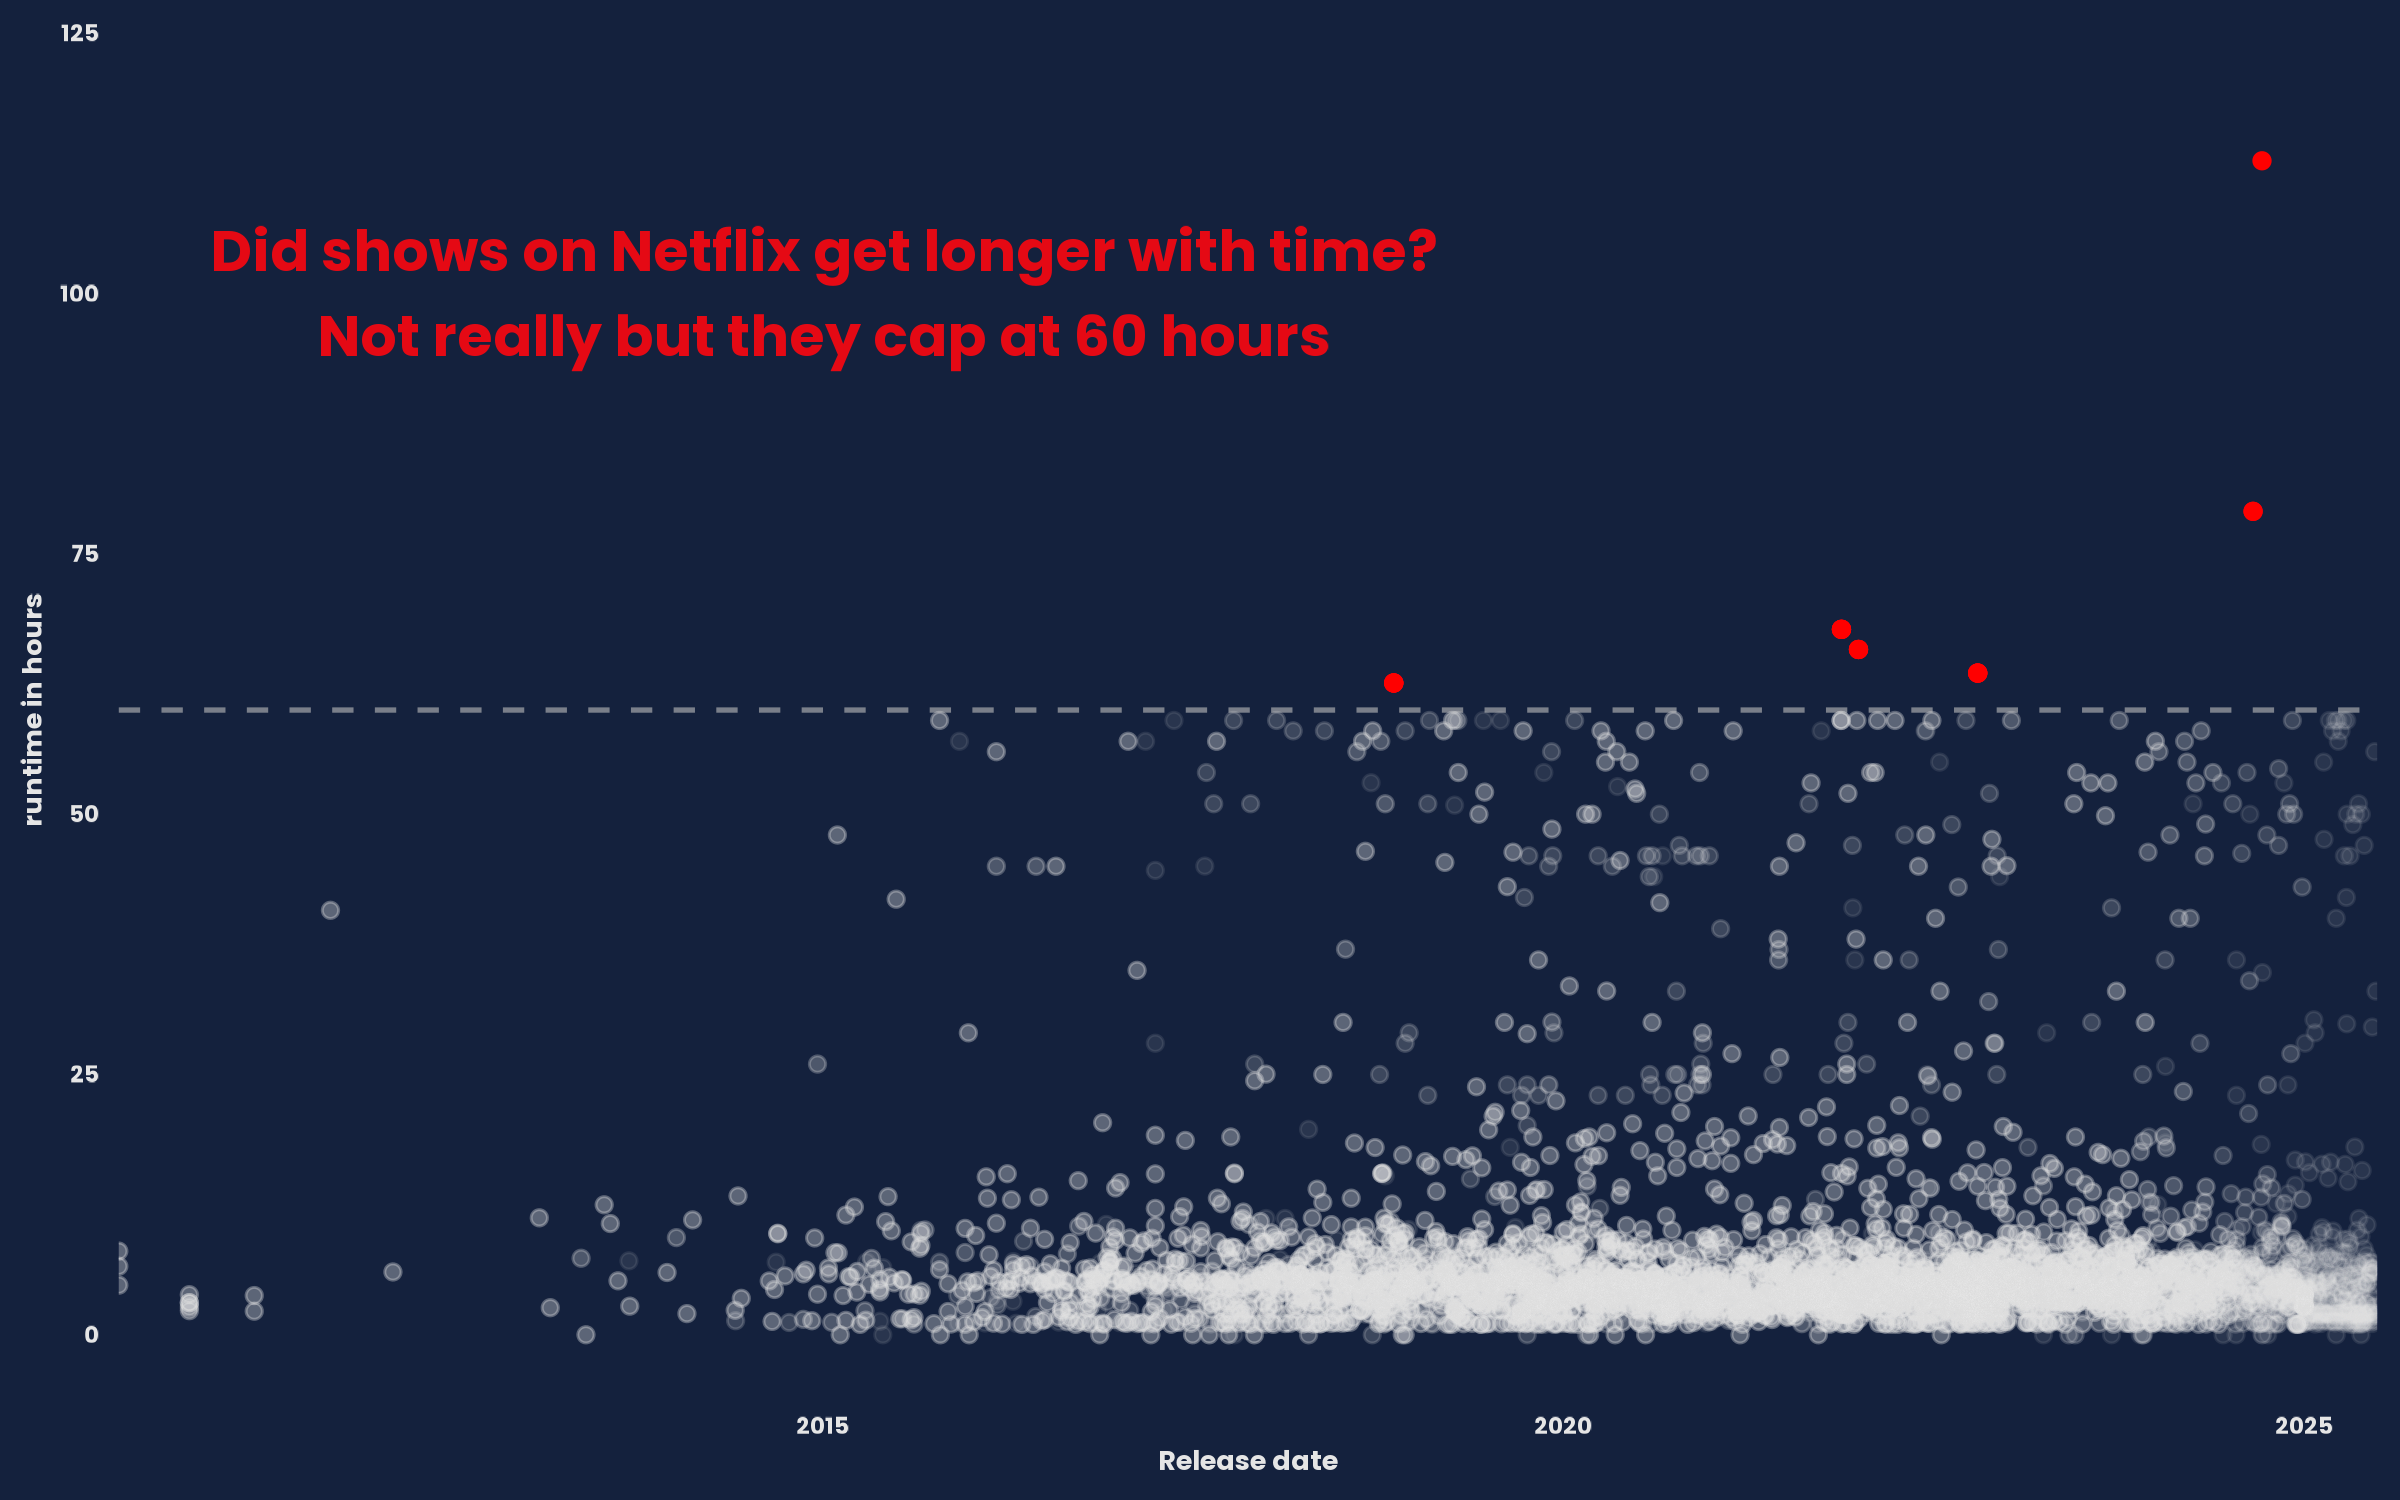 125
Did shows on Netflix get longer with time?
100
Not really but they cap at 60 hours
75
runtime in hours
50
25
0
2015
2020
2025
Release date